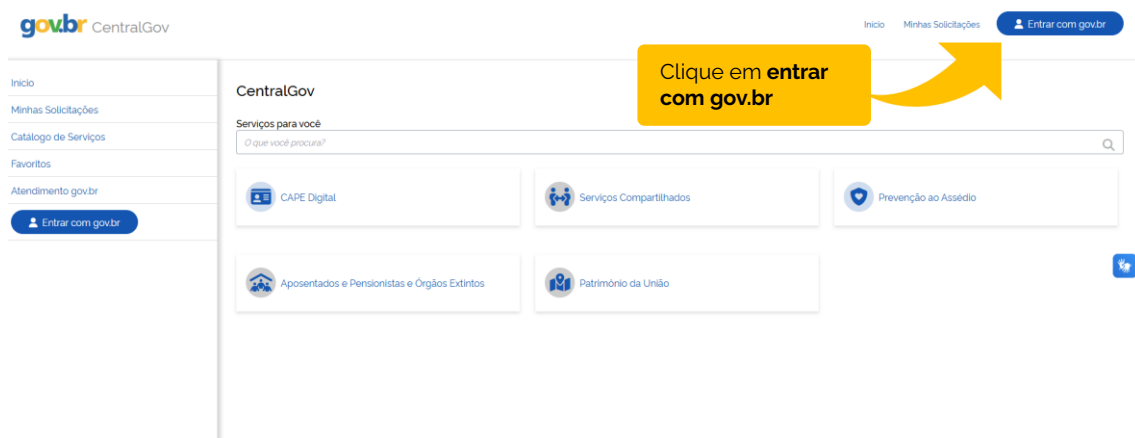 gov.br CentralGov
Inicio
Minhas Solicitações
Entrar com gov.br
Clique em entrar
com gov.br
Inicio
Minhas Solicitações
Catálogo de Serviços
Favoritos
Atendimento gov.br
Entrar com gov.br
CentralGov
Serviços para você
O que você procura?
CAPE Digital
Serviços Compartilhados
Prevenção ao Assédio
Aposentados e Pensionistas e Órgãos Extintos
Patrimônio da União